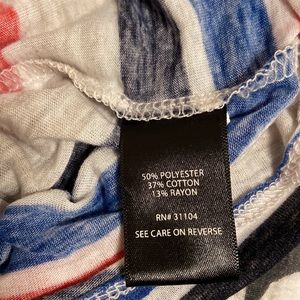 50% POLYESTER
37% COTTON
13% RAYON
RN# 31104
SEE CARE ON REVERSE